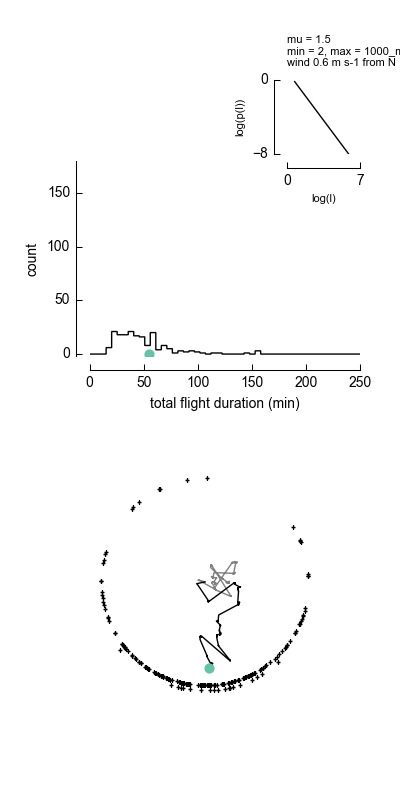 mu = 1.5
min = 2, max = 1000_m
wind 0.6 m s-1 from N
0
log(p(l))
−8
0
7
log(l)
150
100
50
0
count
0
50
100
150
200
250
total flight duration (min)